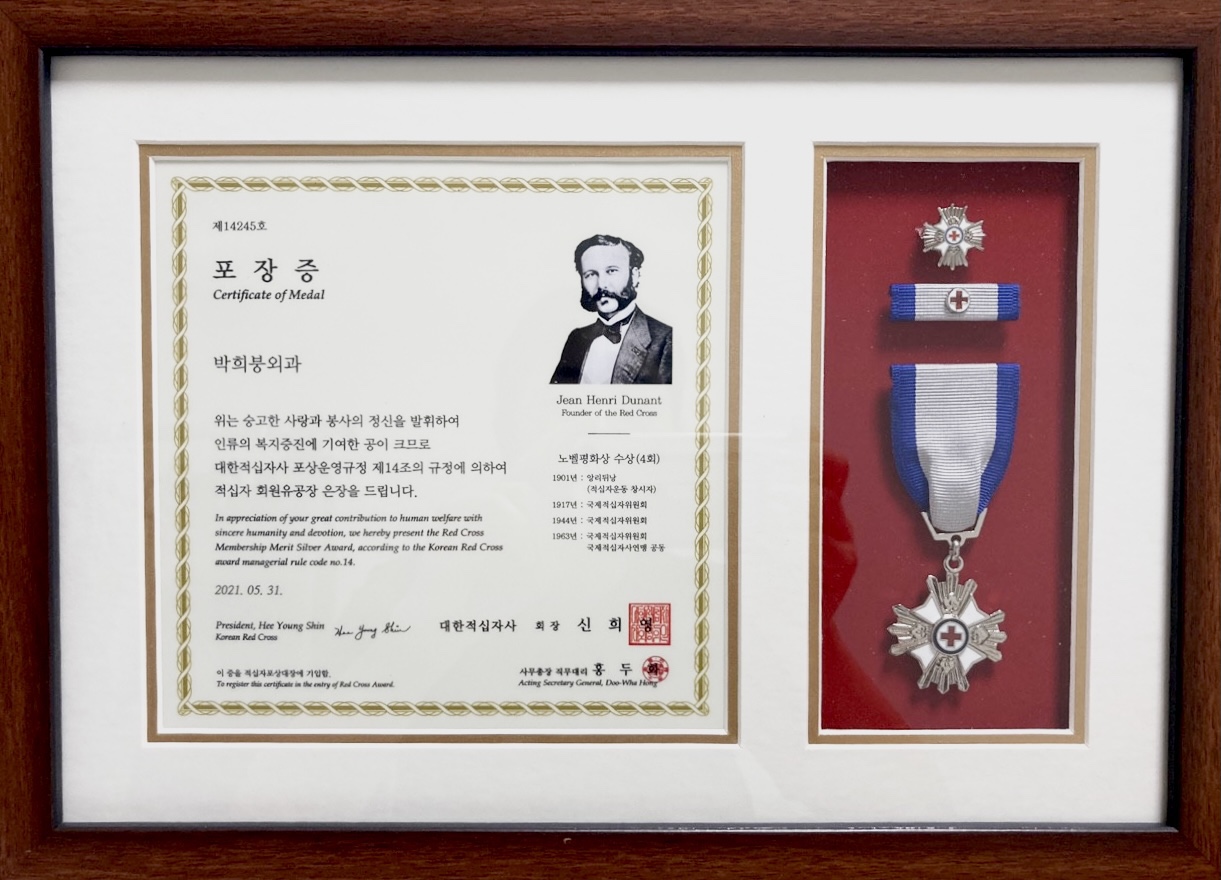 제14245호
포 장 증
Certificate of Medal
박희붕외과
위는 숭고한 사랑과 봉사의 정신을 발휘하여
인류의 복지증진에 기여한 공이 크므로
대한적십자사 포상운영규정 제14조의 규정에 의하여
적십자 회원유공장 은장을 드립니다.
In appreciation of your great contribution to human welfare with
sincere humanity and devotion, we hereby present the Red Cross
Membership Merit Silver Award, according to the Korean Red Cross
award managerial rule code no.14.
2021. 05. 31.
President, Hee Young Shin
Korean Red Cross
Hee Young Shin
대한적십자사 회장 신 희 영
이 증을 적십자포상대장에 기입함.
To register this certificate in the entry of Red Cross Award.
사무총장 직무대리 홍 두 화
Acting Secretary General, Doo-Wha Hong
Jean Henri Dunant
Founder of the Red Cross
노벨평화상 수상(4회)
1901년 : 앙리뒤낭
(적십자운동 창시자)
1917년 : 국제적십자위원회
1944년 : 국제적십자위원회
1963년 : 국제적십자위원회
국제적십자사연맹 공동